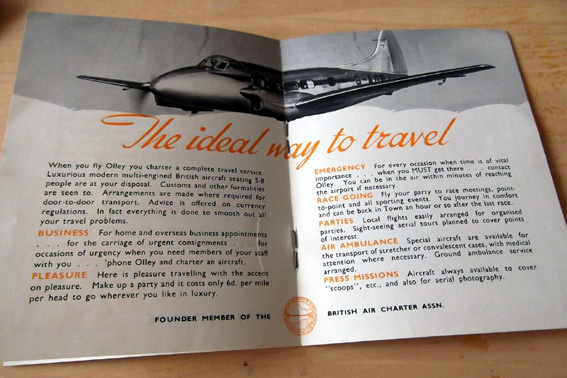 The ideal way to travel
When you fly Olley you charter a complete travel service.
Luxurious modern multi-engined British aircraft seating 5-8
people are at your disposal. Customs and other formalities
are seen to. Arrangements are made where required for
door-to-door transport. Advice is offered on currency
regulations. In fact everything is done to smooth out all
your travel problems.
BUSINESS For home and overseas business appointments
. . . . for the carriage of urgent consignments . . . . for
occasions of urgency when you need members of your staff
with you . . . . 'phone Olley and charter an aircraft.
PLEASURE Here is pleasure travelling with the accent
on pleasure. Make up a party and it costs only 6d. per mile
per head to go wherever you like in luxury.
FOUNDER MEMBER OF THE
EMERGENCY For every occasion when time is of vital
importance . . . when you MUST get there . . . . contact
Olley. You can be in the air within minutes of reaching
the airport if necessary.
RACE GOING Fly your party to race meetings, point-
to-point and all sporting events. You journey in comfort
and can be back in Town an hour or so after the last race.
PARTIES Local flights easily arranged for organised
parties. Sight-seeing aerial tours planned to cover points
of interest.
AIR AMBULANCE Special aircraft are available for
the transport of stretcher or convalescent cases, with medical
attention where necessary. Ground ambulance service
arranged.
PRESS MISSIONS Aircraft always available to cover
"scoops", etc., and also for aerial photography.
BRITISH AIR CHARTER ASSN.